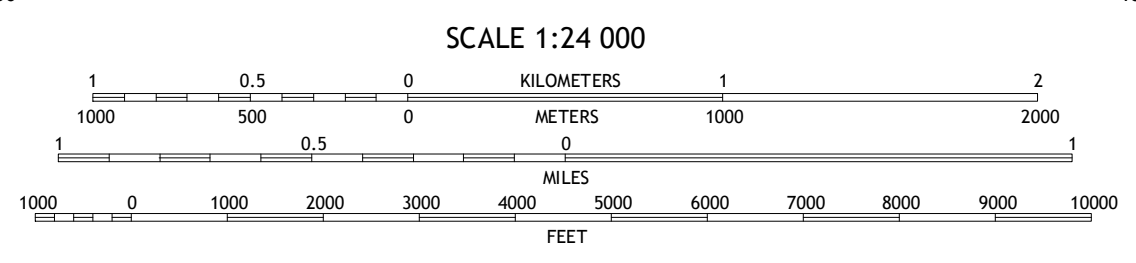 SCALE 1:24 000
1 0.5 0 KILOMETERS 1 2
1000 500 0 METERS 1000 2000
1 0.5 0 1
MILES
1000 0 1000 2000 3000 4000 5000 6000 7000 8000 9000 10000
FEET